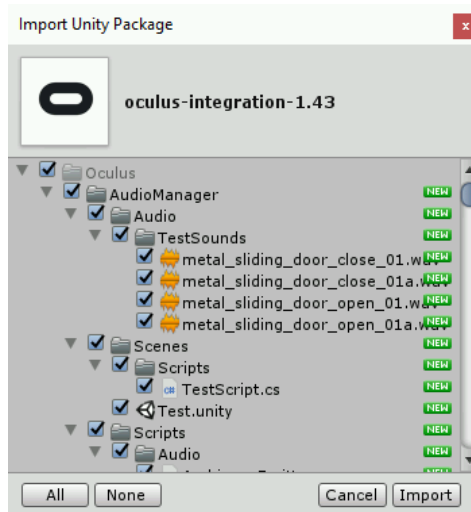 Import Unity Package
x
oculus-integration-1.43
Oculus
AudioManager NEW
Audio NEW
TestSounds NEW
metal_sliding_door_close_01.wav NEW
metal_sliding_door_close_01a.wav NEW
metal_sliding_door_open_01.wav NEW
metal_sliding_door_open_01a.wav NEW
Scenes NEW
Scripts NEW
C# TestScript.cs NEW
Test.unity NEW
Scripts NEW
Audio NEW
All None Cancel Import